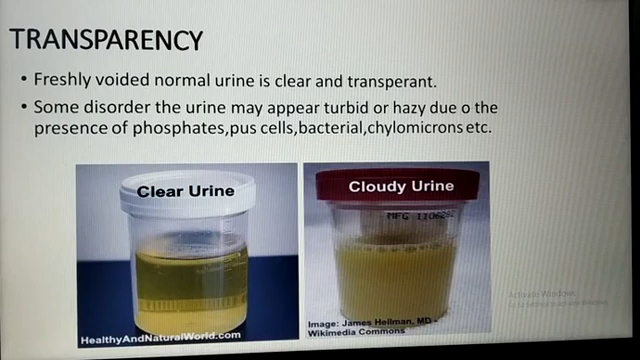 TRANSPARENCY
• Freshly voided normal urine is clear and transperant.
• Some disorder the urine may appear turbid or hazy due o the
presence of phosphates,pus cells,bacterial,chylomicrons etc.
Clear Urine
HealthyAndNaturalWorld.com
Cloudy Urine
MFG 1106282
Image: James Heilman, MD -
Wikimedia Commons
Activate Windows